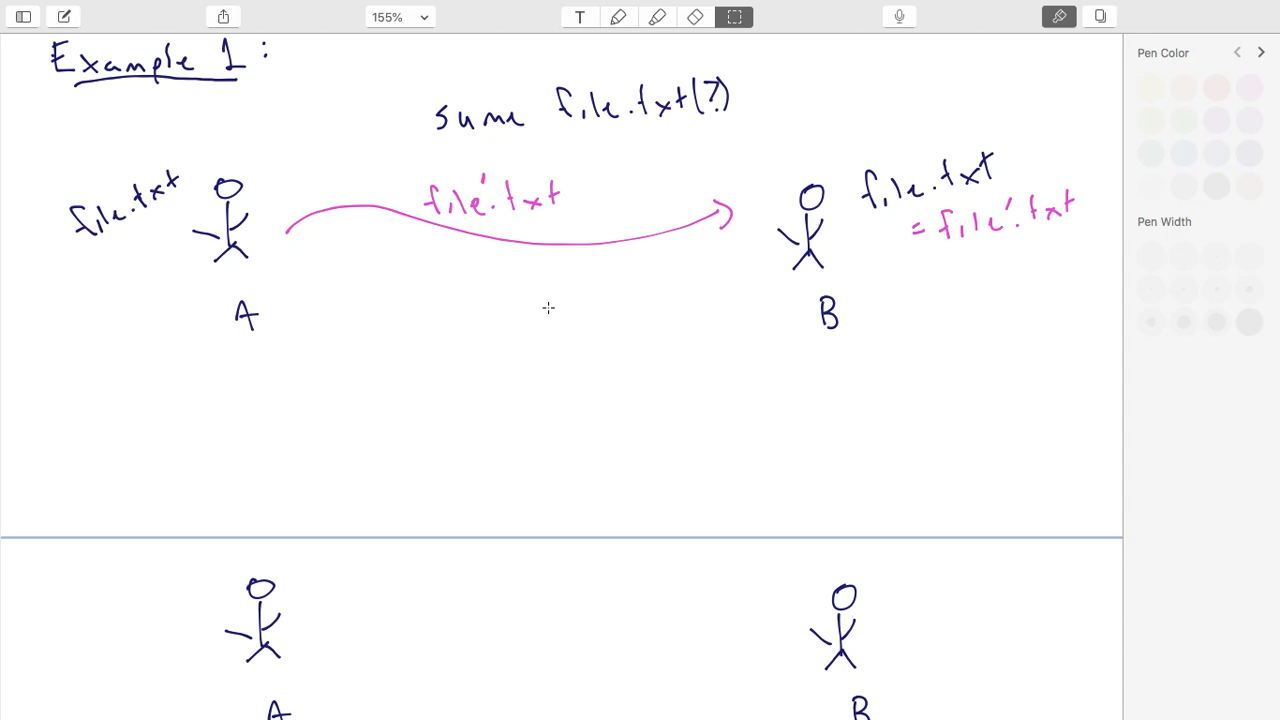 155%
T
Pen Color
Example 1:
same file.txt(?)
file.txt
file'.txt
file.txt
= file'.txt
Pen Width
A
B
A
B